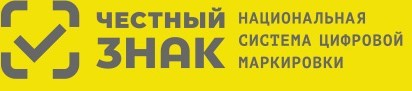 ЧЕСТНЫЙ
ЗНАК
НАЦИОНАЛЬНАЯ
СИСТЕМА ЦИФРОВОЙ
МАРКИРОВКИ